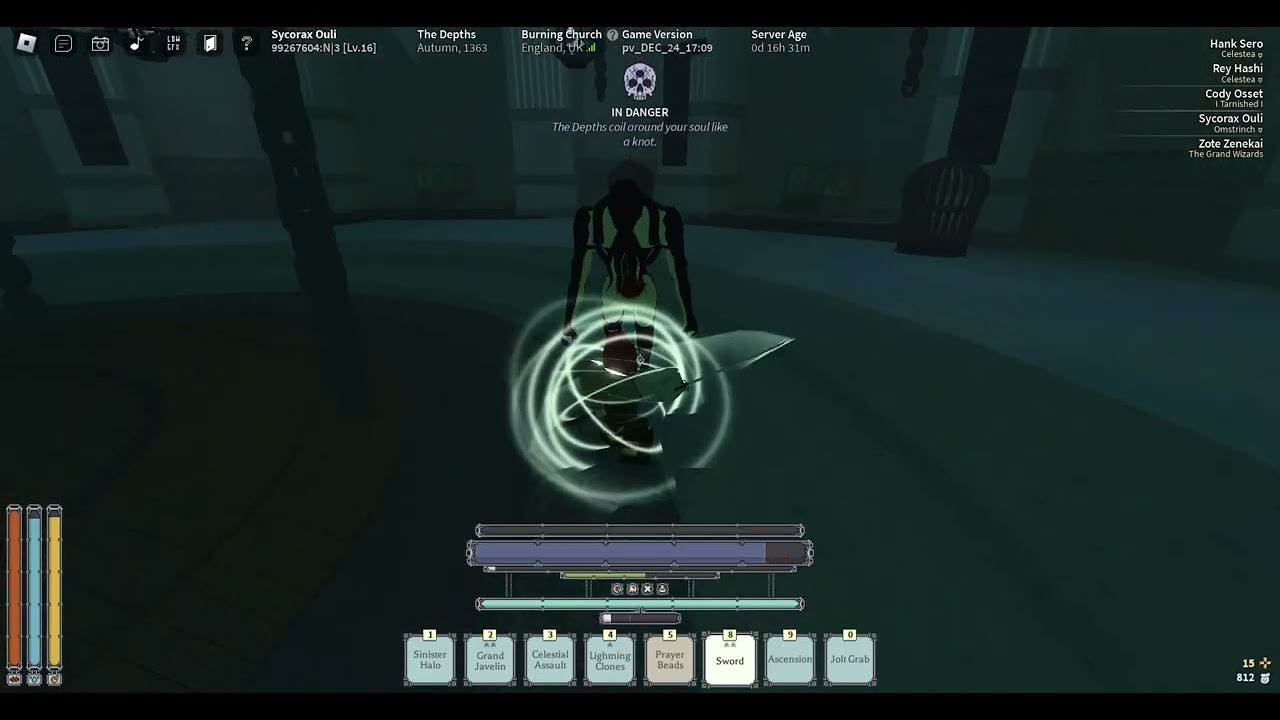 LOW
GFX
?
Sycorax Ouli
99267604:N|3 [Lv.16]
The Depths
Autumn, 1363
Burning Church
England, UK
? Game Version
pv_DEC_24_17:09
Server Age
0d 16h 31m
IN DANGER
The Depths coil around your soul like
a knot.
Hank Sero
Celestea
Rey Hashi
Celestea
Cody Osset
! Tarnished !
Sycorax Ouli
Omstrinch
Zote Zenekai
The Grand Wizards
1
Sinister
Halo
2
Grand
Javelin
3
Celestial
Assault
4
Lightning
Clones
5
Prayer
Beads
8
Sword
9
Ascension
0
Jolt Grab
15
812